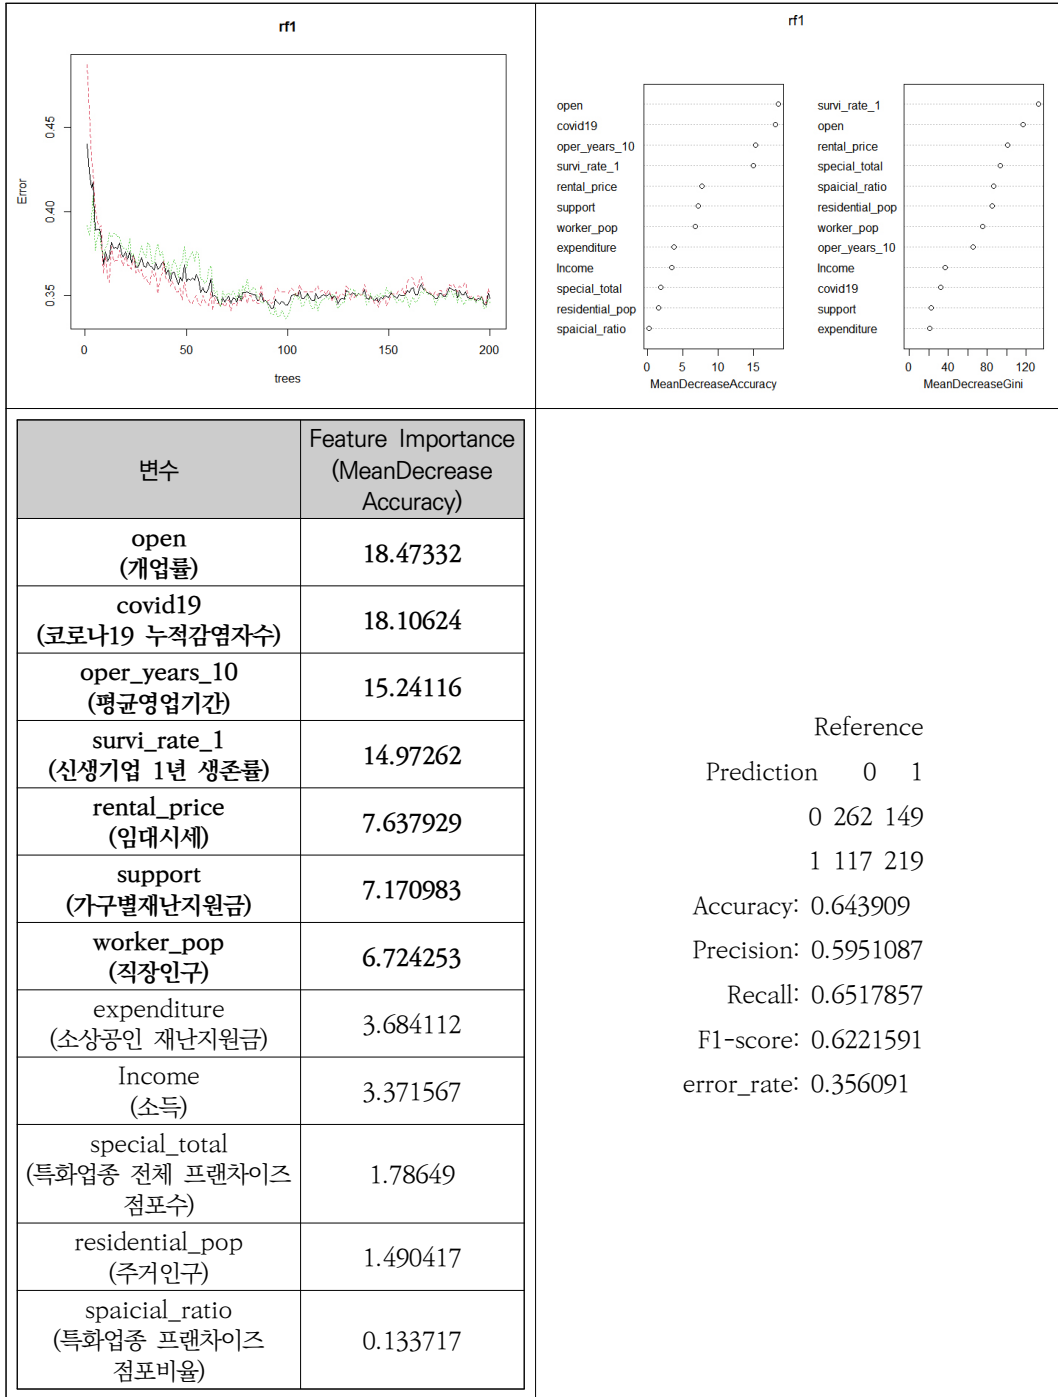 rf1
Error
0.35
0.40
0.45
0
50
100
150
200
trees
rf1
open
covid19
oper_years_10
survi_rate_1
rental_price
support
worker_pop
expenditure
Income
special_total
residential_pop
spaicial_ratio
0 5 10 15
MeanDecreaseAccuracy
survi_rate_1
open
rental_price
special_total
spaicial_ratio
residential_pop
worker_pop
oper_years_10
Income
covid19
support
expenditure
0 40 80 120
MeanDecreaseGini
변수
Feature Importance
(MeanDecrease
Accuracy)
open
(개업률)
18.47332
covid19
(코로나19 누적감염자수)
18.10624
oper_years_10
(평균영업기간)
15.24116
survi_rate_1
(신생기업 1년 생존률)
14.97262
rental_price
(임대시세)
7.637929
support
(가구별재난지원금)
7.170983
worker_pop
(직장인구)
6.724253
expenditure
(소상공인 재난지원금)
3.684112
Income
(소득)
3.371567
special_total
(특화업종 전체 프랜차이즈
점포수)
1.78649
residential_pop
(주거인구)
1.490417
spaicial_ratio
(특화업종 프랜차이즈
점포비율)
0.133717
Reference
Prediction 0 1
0 262 149
1 117 219
Accuracy: 0.643909
Precision: 0.5951087
Recall: 0.6517857
F1-score: 0.6221591
error_rate: 0.356091